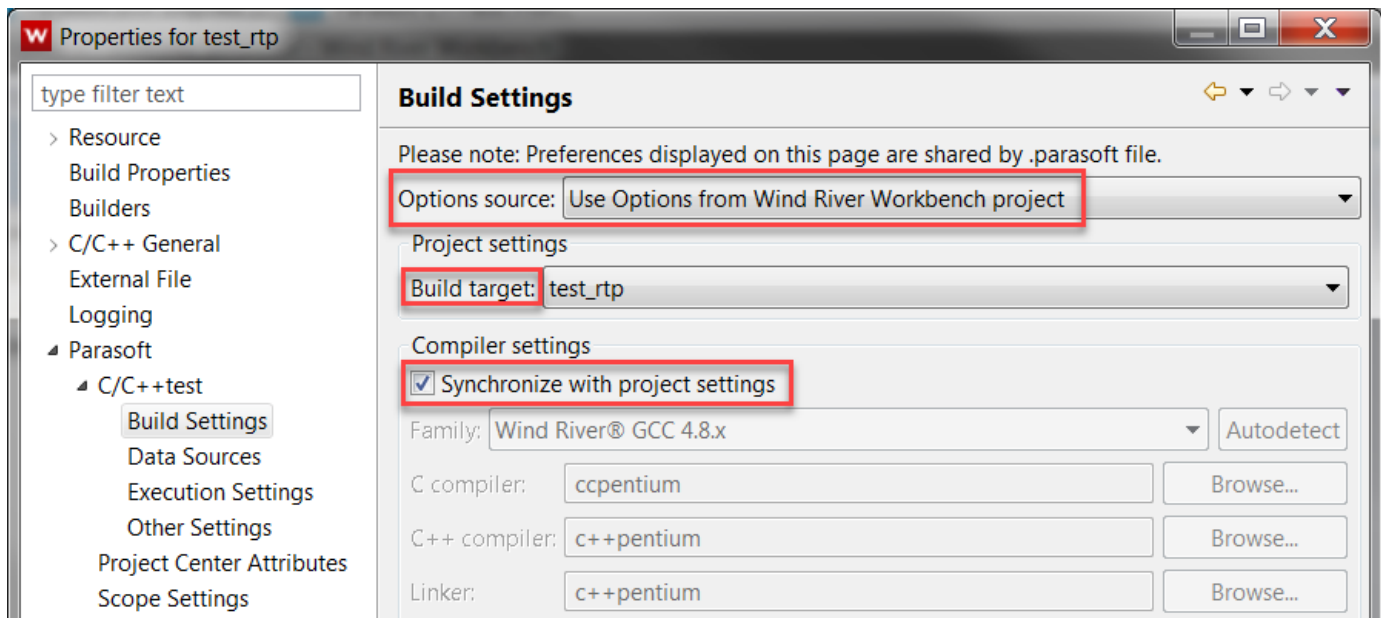 Properties for test_rtp
type filter text
Resource
Build Properties
Builders
C/C++ General
External File
Logging
Parasoft
C/C++test
Build Settings
Data Sources
Execution Settings
Other Settings
Project Center Attributes
Scope Settings
Build Settings
Please note: Preferences displayed on this page are shared by .parasoft file.
Options source: Use Options from Wind River Workbench project
Project settings
Build target: test_rtp
Compiler settings
Synchronize with project settings
Family: Wind River® GCC 4.8.x Autodetect
C compiler: ccpentium Browse...
C++ compiler: c++pentium Browse...
Linker: c++pentium Browse...